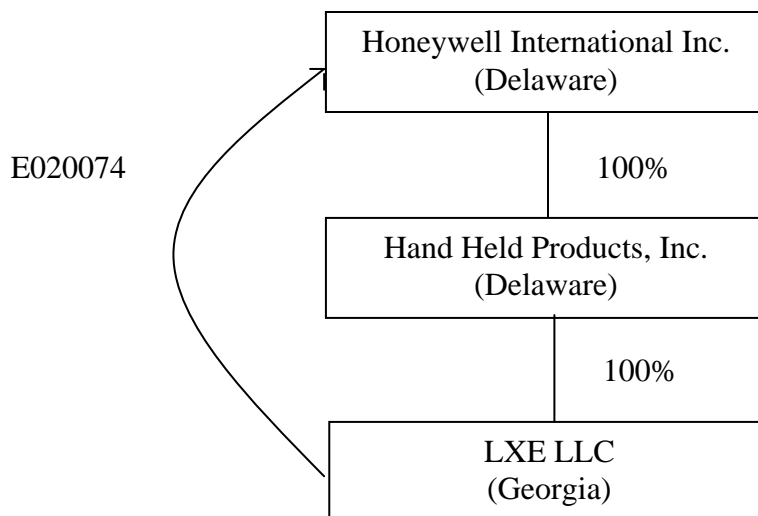 Honeywell International Inc.
(Delaware)
E020074
100%
Hand Held Products, Inc.
(Delaware)
100%
LXE LLC
(Georgia)